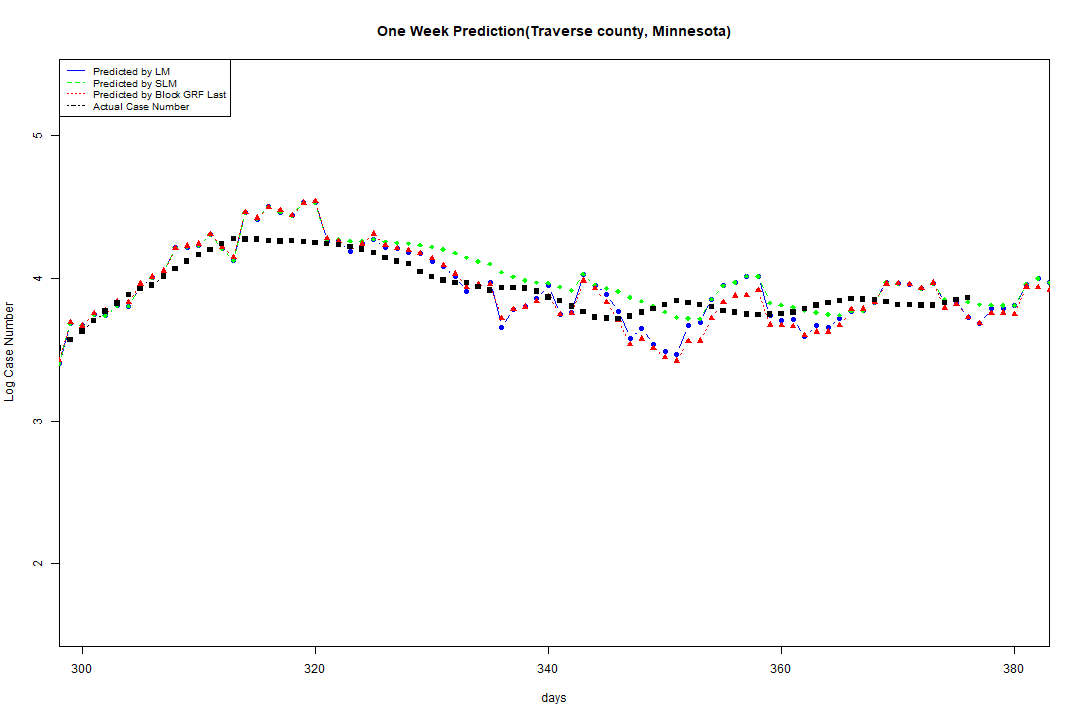 One Week Prediction(Traverse county, Minnesota)
Predicted by LM
Predicted by SLM
Predicted by Block GRF Last
Actual Case Number
5
4
3
2
Log Case Number
300 320 340 360 380
days